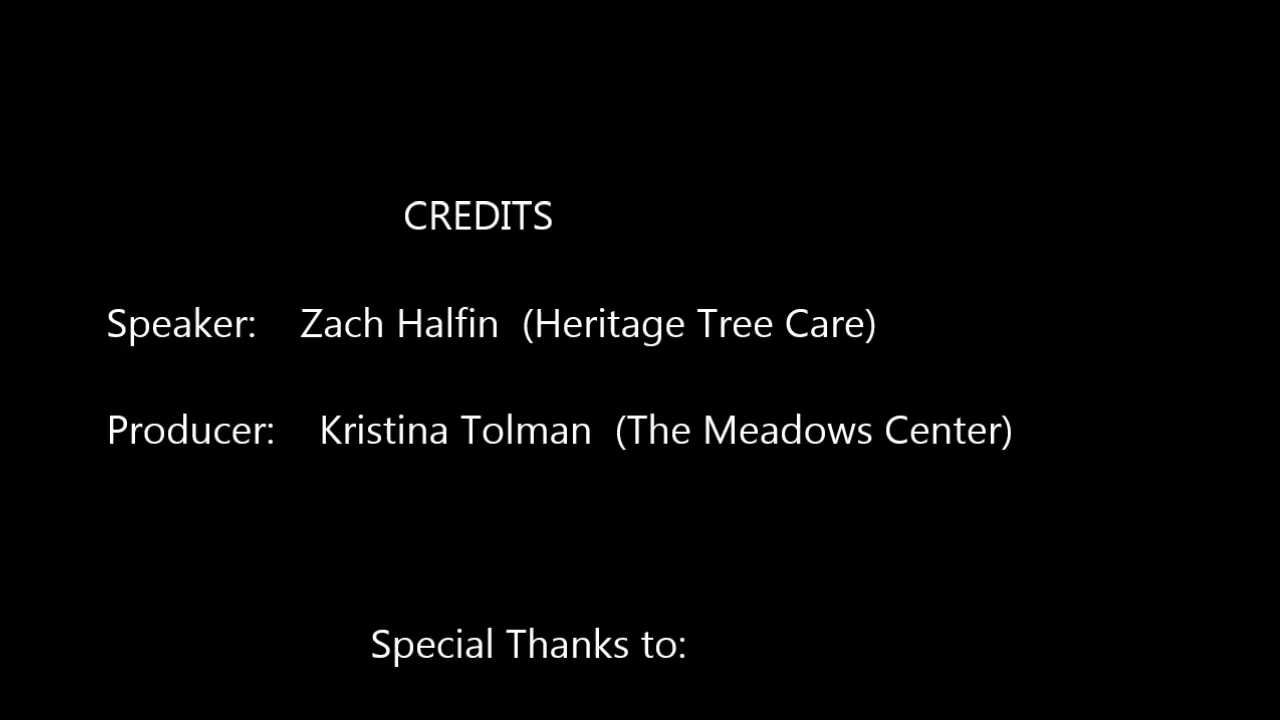 CREDITS
Speaker: Zach Halfin (Heritage Tree Care)
Producer: Kristina Tolman (The Meadows Center)
Special Thanks to: